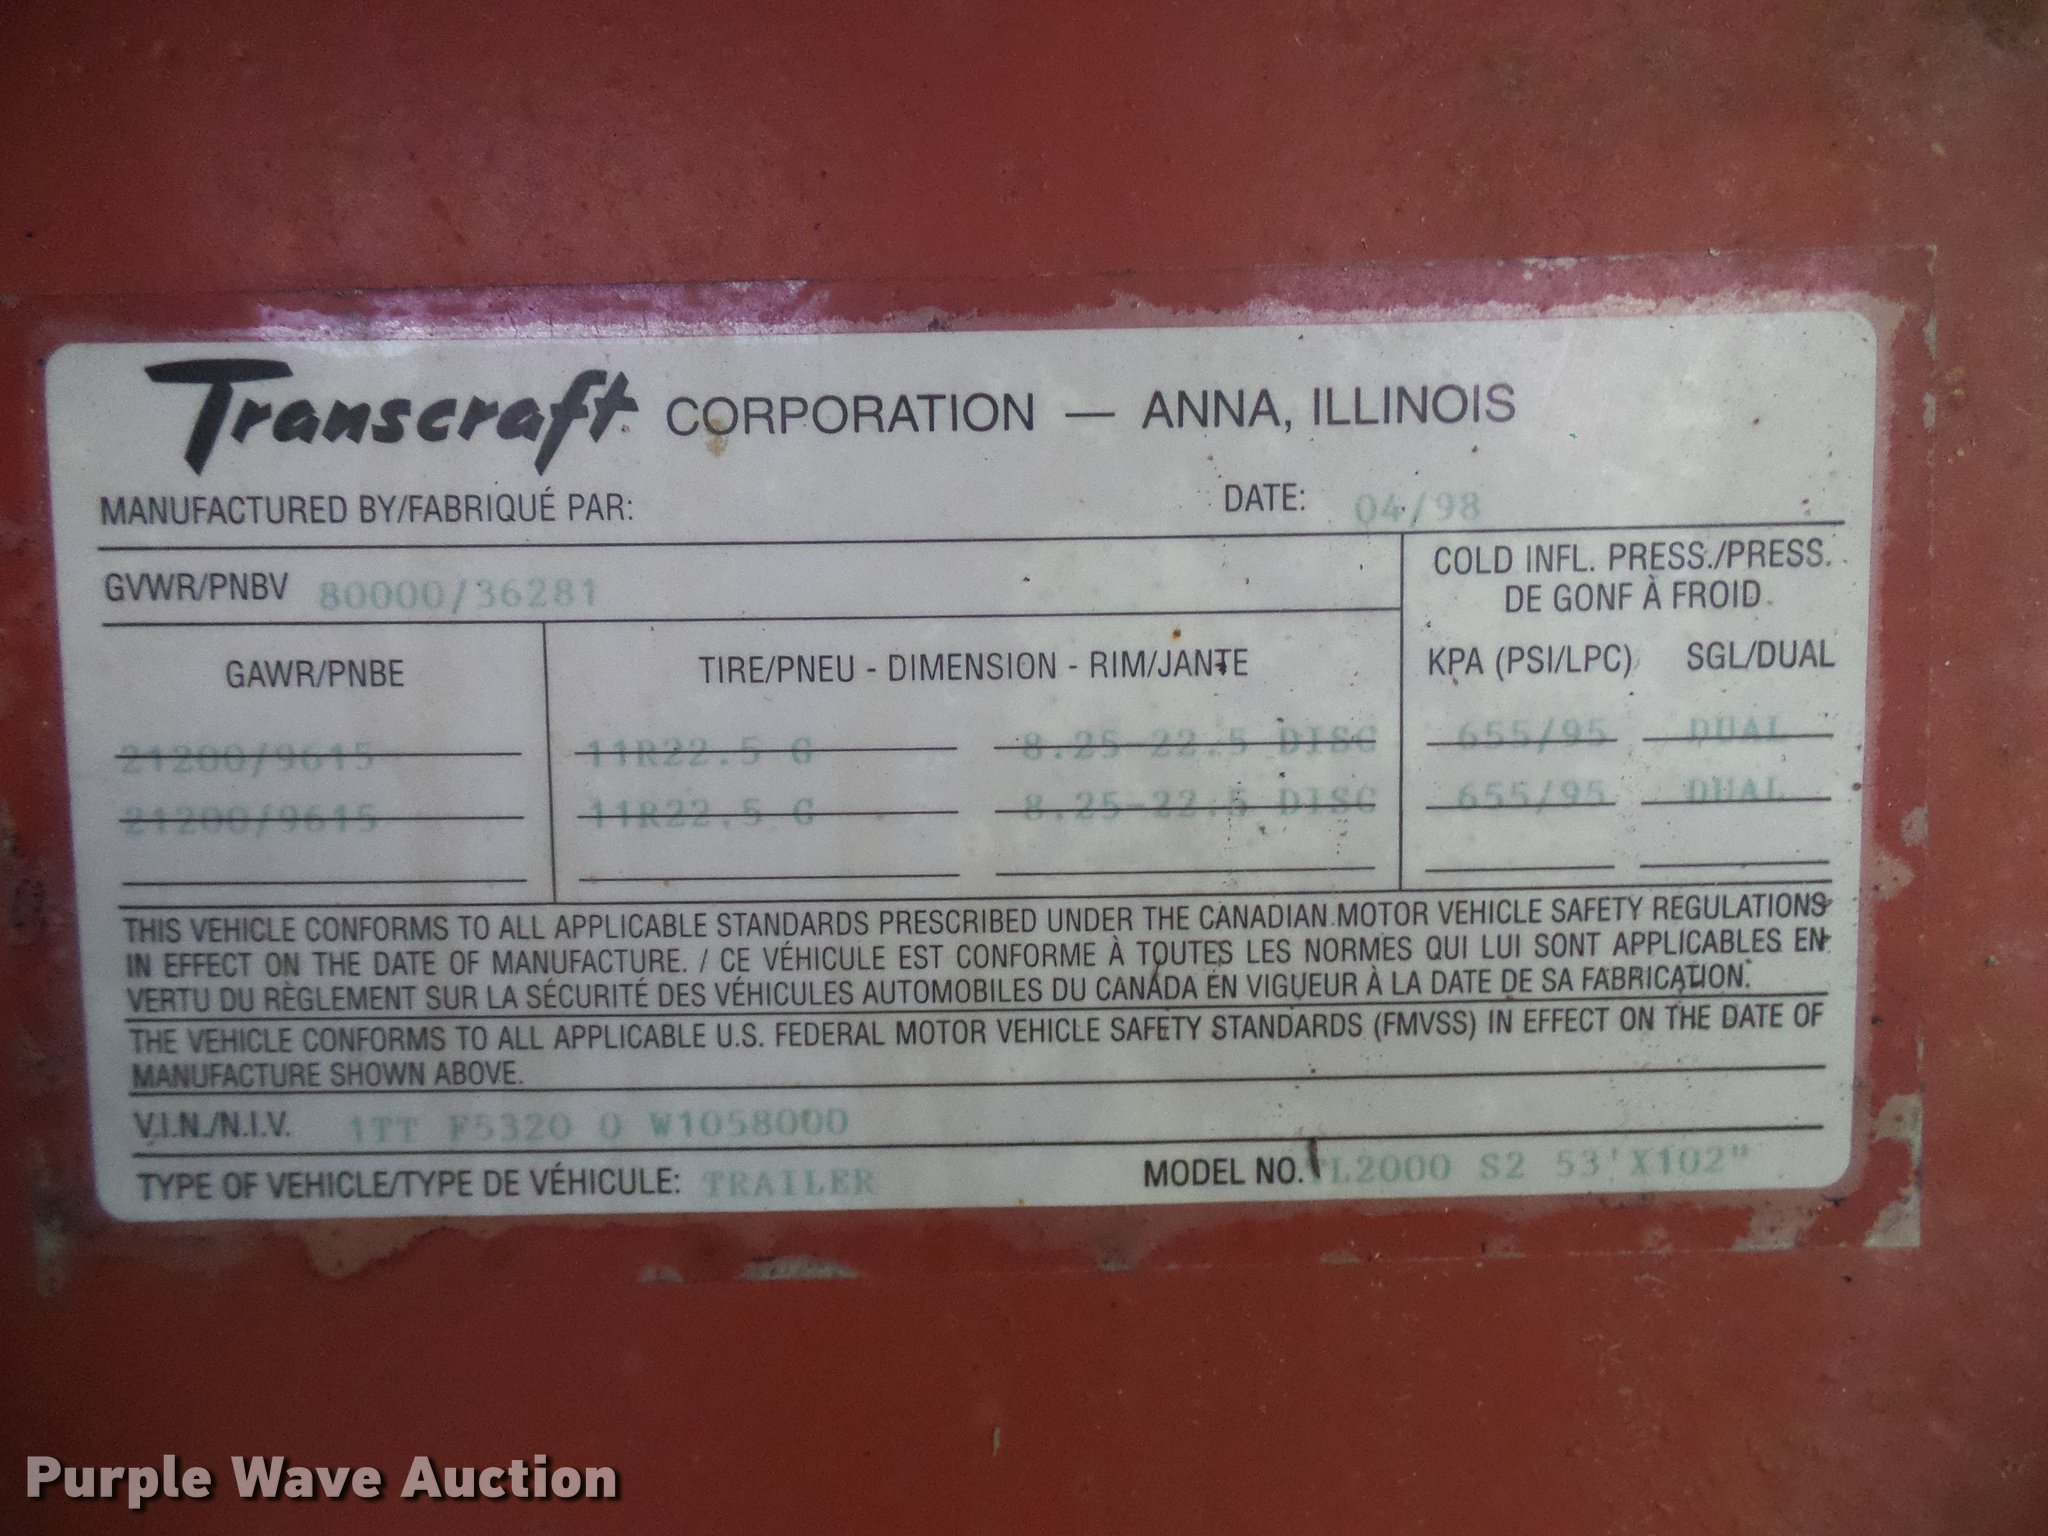 Transcraft CORPORATION — ANNA, ILLINOIS
MANUFACTURED BY/FABRIQUÉ PAR: DATE: 04/98
GVWR/PNBV 80000/36281
COLD INFL. PRESS./PRESS.
DE GONF À FROID
GAWR/PNBE TIRE/PNEU - DIMENSION - RIM/JANTE KPA (PSI/LPC) SGL/DUAL
21200/9615 11R22.5 G 8.25-22.5 DISC 655/95 DUAL
21200/9615 11R22.5 G 8.25-22.5 DISC 655/95 DUAL
THIS VEHICLE CONFORMS TO ALL APPLICABLE STANDARDS PRESCRIBED UNDER THE CANADIAN MOTOR VEHICLE SAFETY REGULATIONS
IN EFFECT ON THE DATE OF MANUFACTURE. / CE VÉHICULE EST CONFORME À TOUTES LES NORMES QUI LUI SONT APPLICABLES EN
VERTU DU RÈGLEMENT SUR LA SÉCURITÉ DES VÉHICULES AUTOMOBILES DU CANADA EN VIGUEUR À LA DATE DE SA FABRICATION.
THE VEHICLE CONFORMS TO ALL APPLICABLE U.S. FEDERAL MOTOR VEHICLE SAFETY STANDARDS (FMVSS) IN EFFECT ON THE DATE OF
MANUFACTURE SHOWN ABOVE.
V.I.N./N.I.V. 1TT F5320 0 W1058000
TYPE OF VEHICLE/TYPE DE VÉHICULE: TRAILER MODEL NO. TL2000 S2 53'X102"
Purple Wave Auction